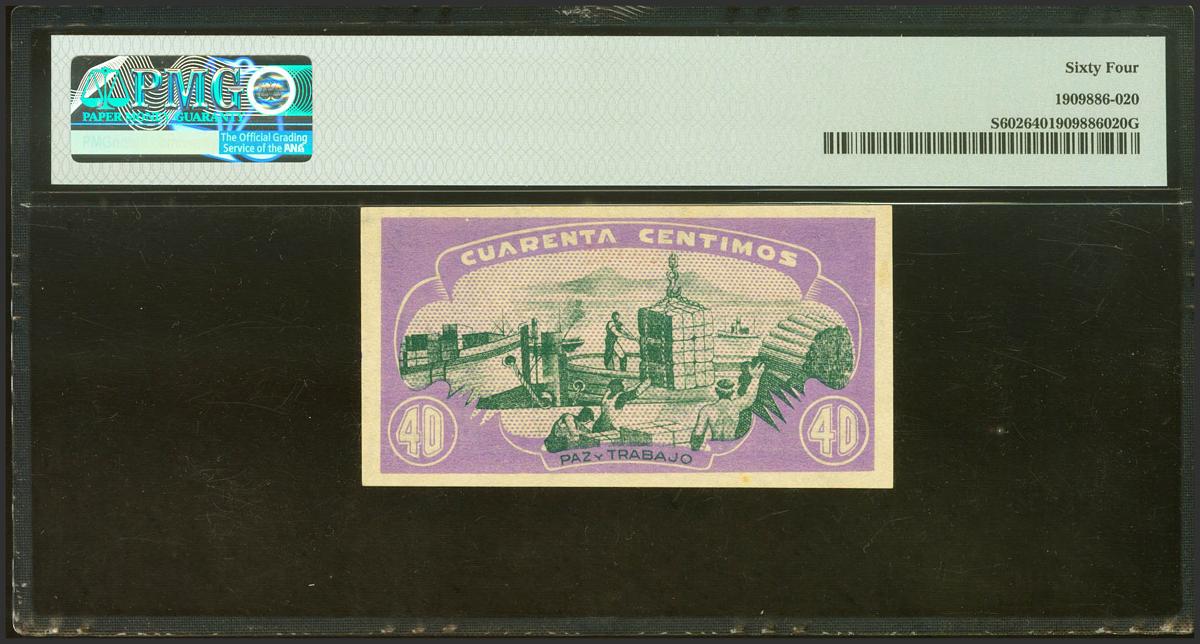 PMG
PAPER MONEY GUARANTY
The Official Grading
Service of the ANA
Sixty Four
1909886-020
S6026401909886020G
CUARENTA CENTIMOS
40
40
PAZ Y TRABAJO